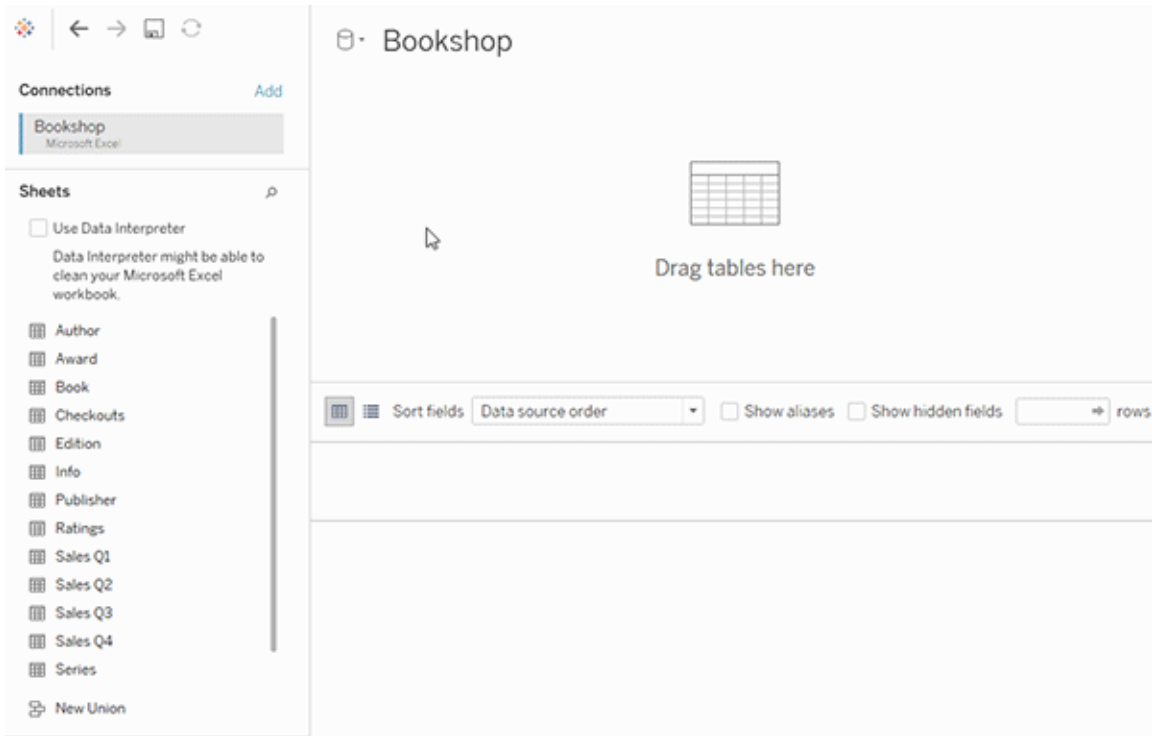 Bookshop
Connections
Add
Bookshop
Microsoft Excel
Sheets
Use Data Interpreter
Data Interpreter might be able to
clean your Microsoft Excel
workbook.
Author
Award
Book
Checkouts
Edition
Info
Publisher
Ratings
Sales Q1
Sales Q2
Sales Q3
Sales Q4
Series
New Union
Drag tables here
Sort fields
Data source order
Show aliases
Show hidden fields
rows